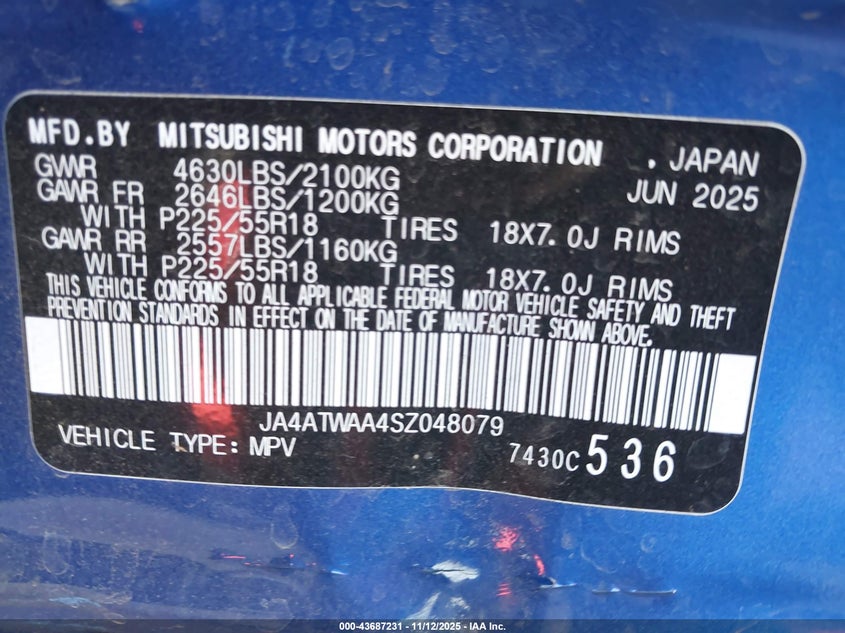 MFD.BY MITSUBISHI MOTORS CORPORATION . JAPAN
GVWR 4630LBS/2100KG JUN 2025
GAWR FR 2646LBS/1200KG
WITH P225/55R18 TIRES 18X7.0J RIMS
GAWR RR 2557LBS/1160KG
WITH P225/55R18 TIRES 18X7.0J RIMS
THIS VEHICLE CONFORMS TO ALL APPLICABLE FEDERAL MOTOR VEHICLE SAFETY AND THEFT
PREVENTION STANDARDS IN EFFECT ON THE DATE OF MANUFACTURE SHOWN ABOVE.
JA4ATWAA4SZ048079
VEHICLE TYPE: MPV 7430C 536
000-43687231 - 11/12/2025 - IAA Inc.